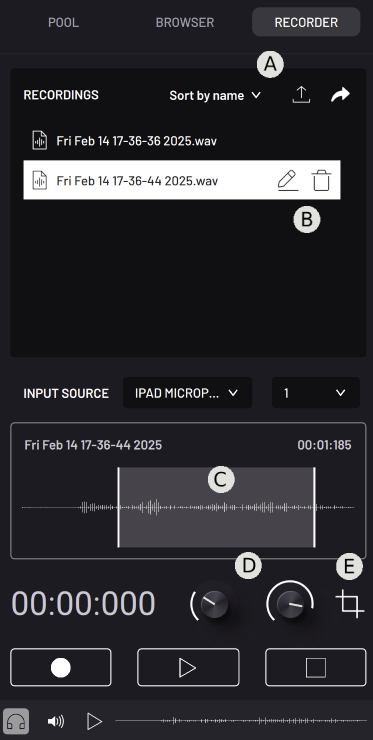 POOL BROWSER RECORDER
A
RECORDINGS Sort by name
Fri Feb 14 17-36-36 2025.wav
Fri Feb 14 17-36-44 2025.wav
B
INPUT SOURCE IPAD MICROP... 1
Fri Feb 14 17-36-44 2025 00:01:185
C
D E
00:00:000